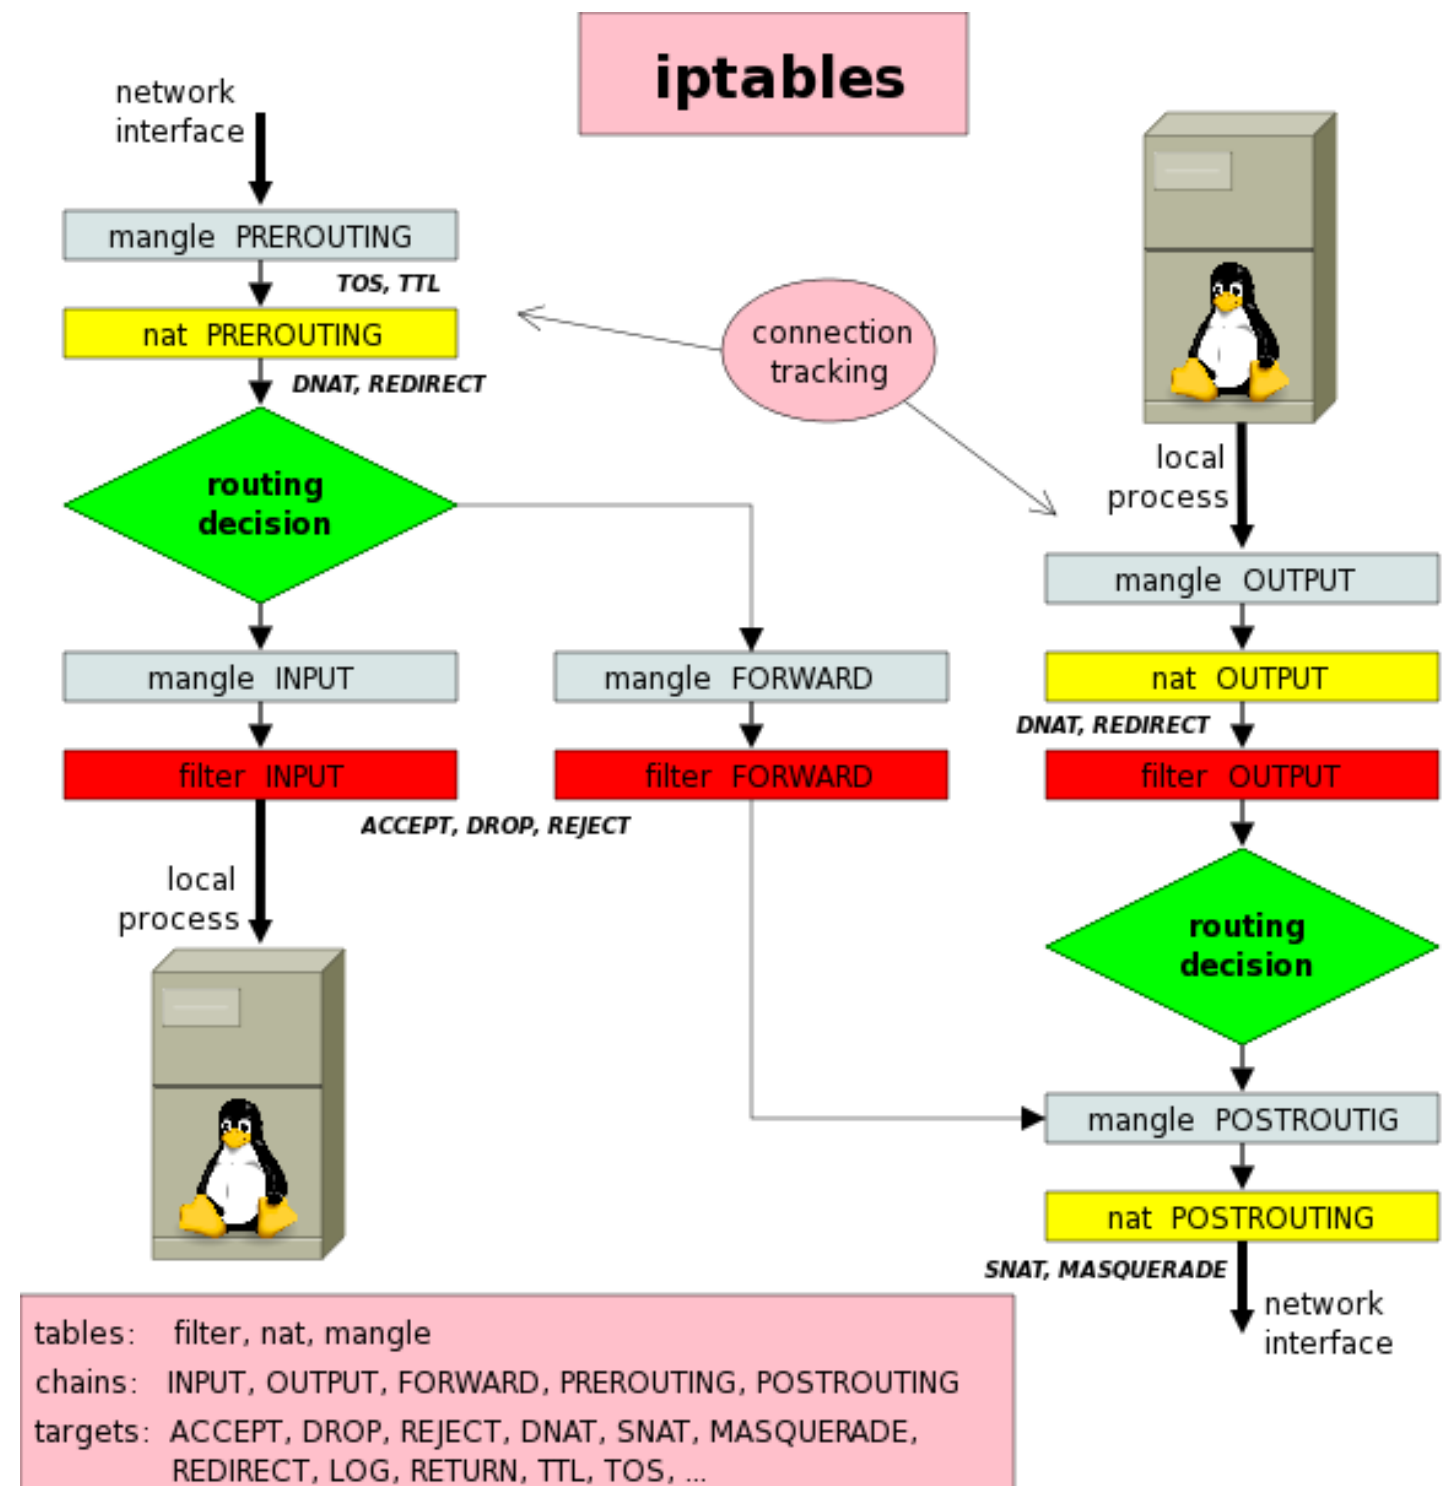 iptables
network
interface
mangle PREROUTING
TOS, TTL
nat PREROUTING
DNAT, REDIRECT
routing
decision
connection
tracking
mangle INPUT
filter INPUT
mangle FORWARD
filter FORWARD
ACCEPT, DROP, REJECT
local
process
local
process
mangle OUTPUT
nat OUTPUT
DNAT, REDIRECT
filter OUTPUT
routing
decision
mangle POSTROUTIG
nat POSTROUTING
SNAT, MASQUERADE
network
interface
tables: filter, nat, mangle
chains: INPUT, OUTPUT, FORWARD, PREROUTING, POSTROUTING
targets: ACCEPT, DROP, REJECT, DNAT, SNAT, MASQUERADE,
REDIRECT, LOG, RETURN, TTL, TOS, ...